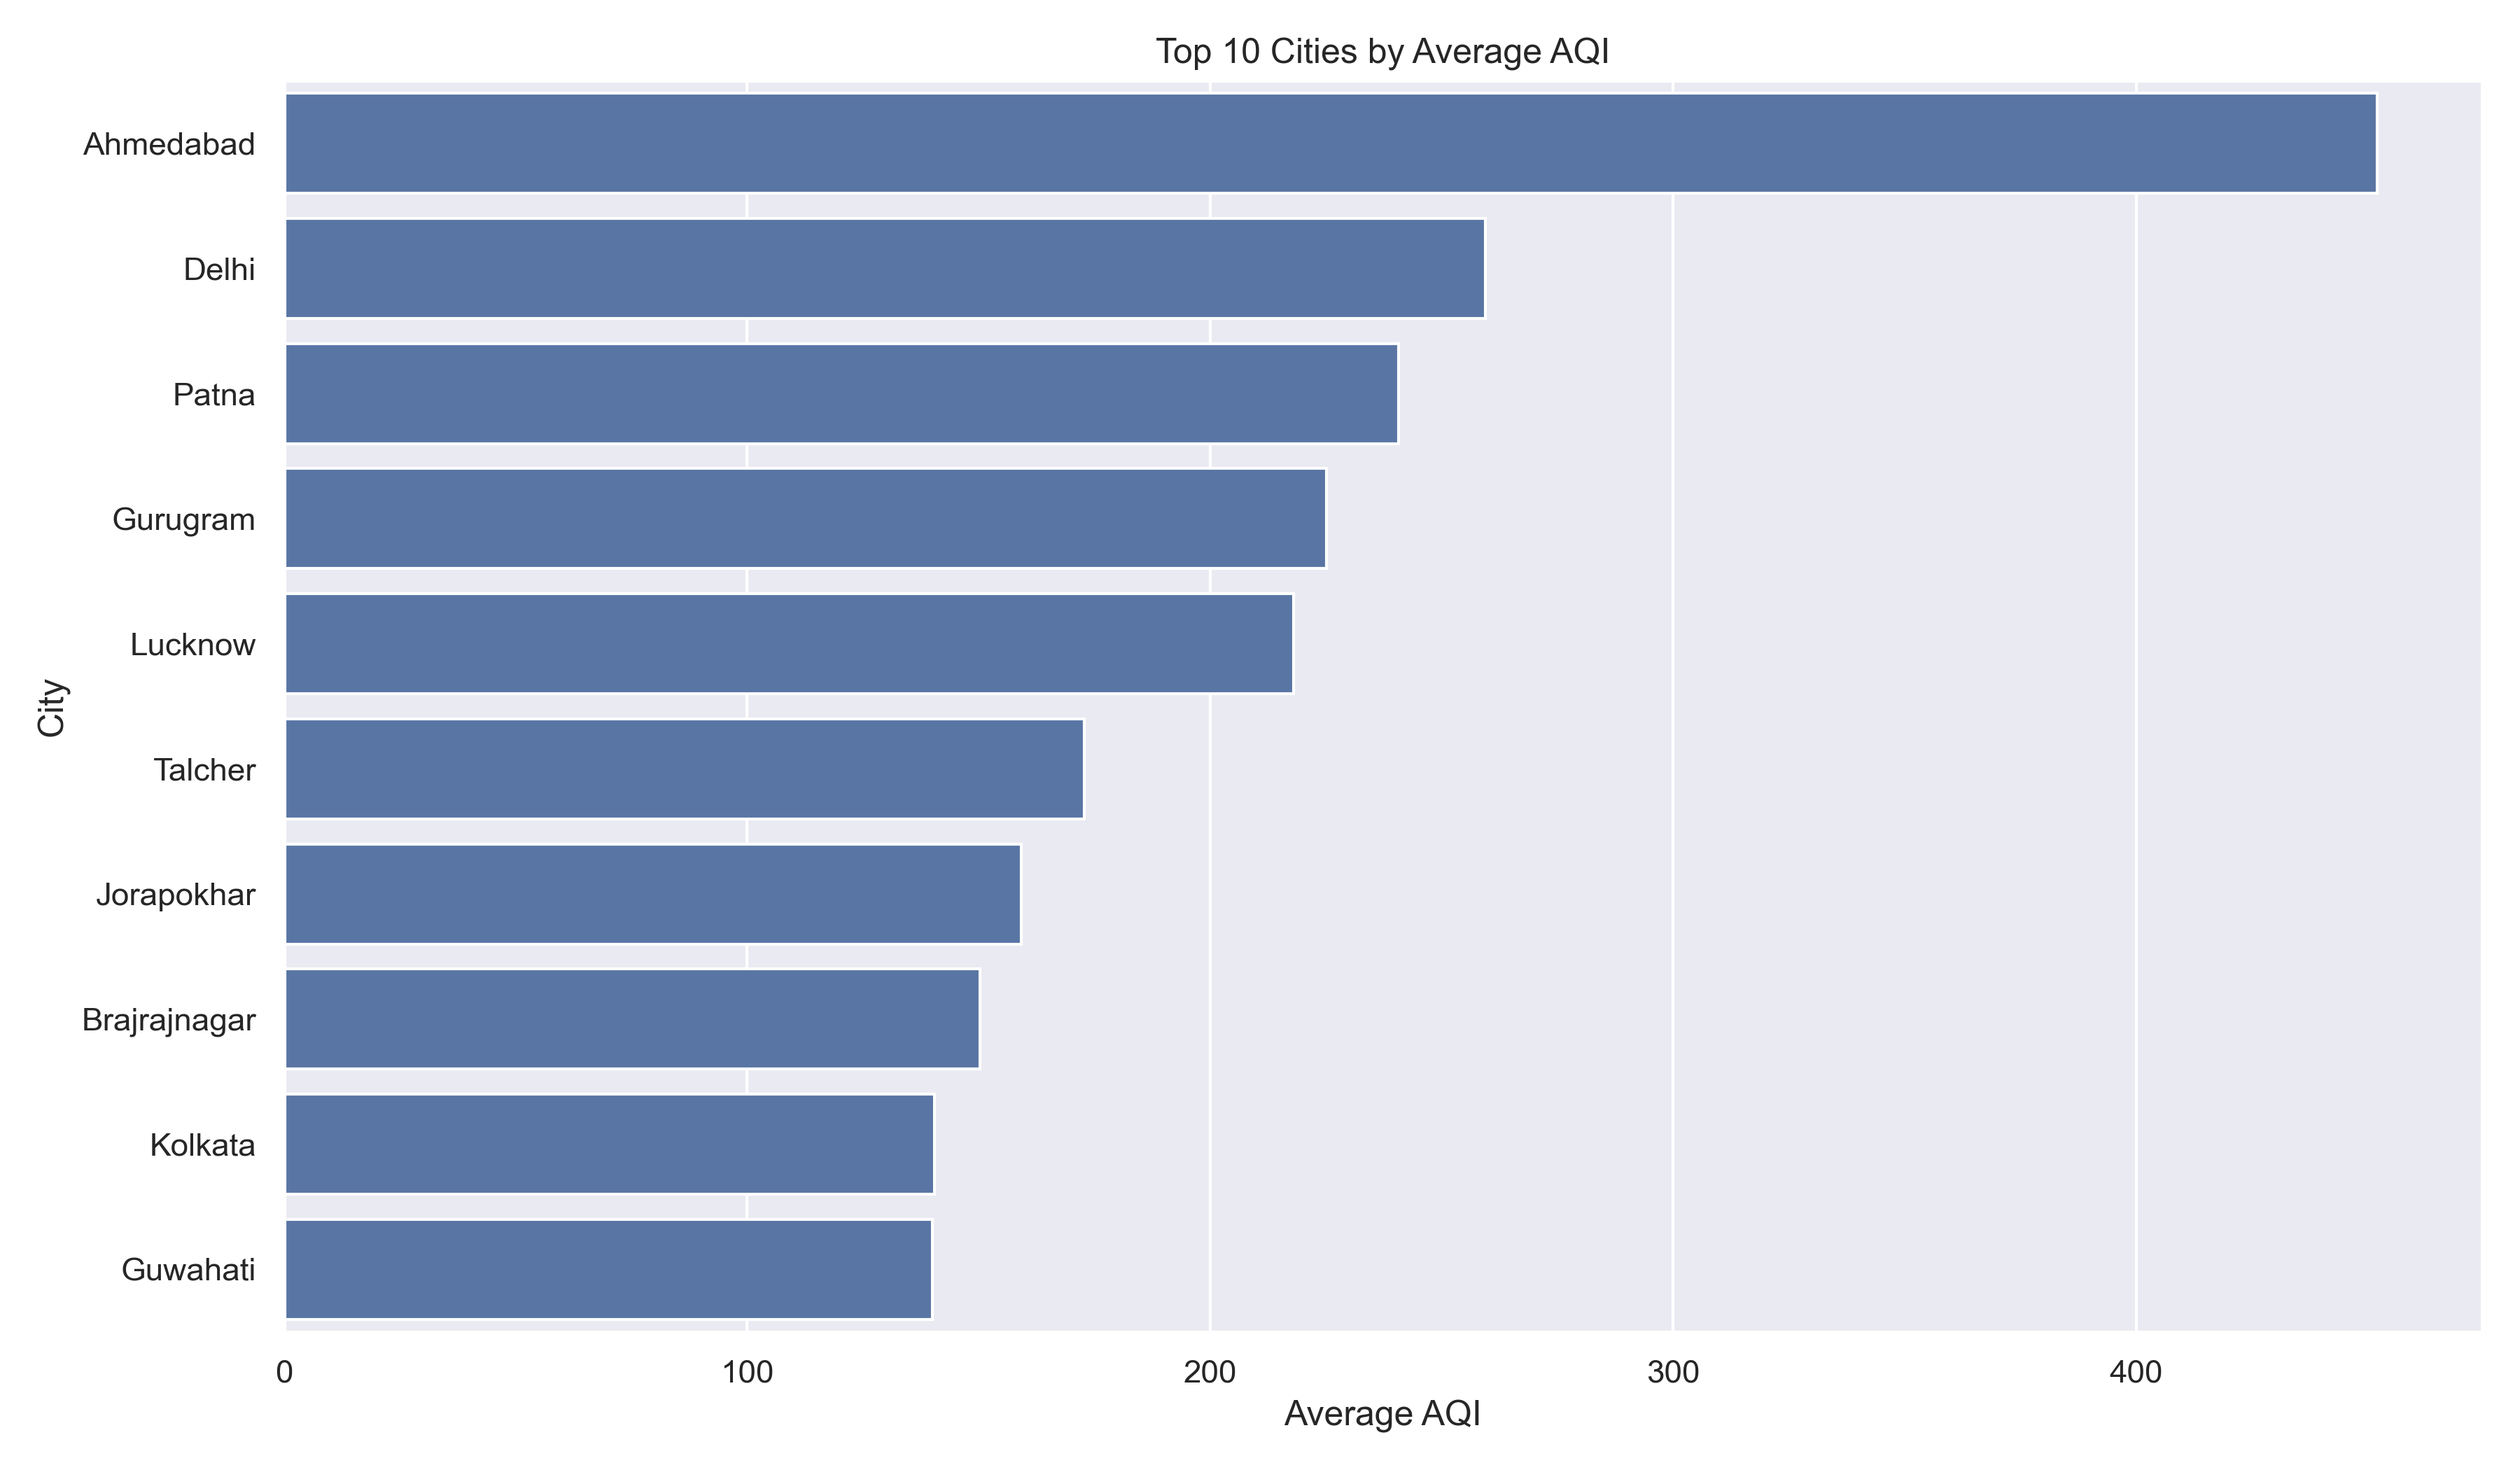 Top 10 Cities by Average AQI
Ahmedabad
Delhi
Patna
Gurugram
Lucknow
City
Talcher
Jorapokhar
Brajrajnagar
Kolkata
Guwahati
0 100 200 300 400
Average AQI